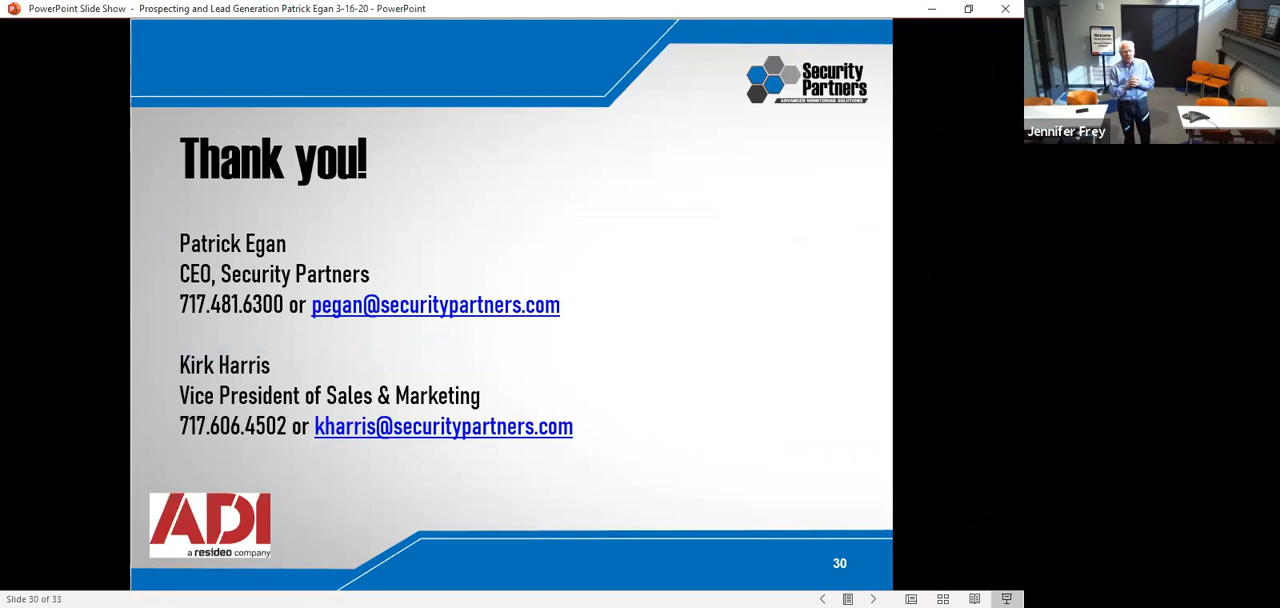 PowerPoint Slide Show - Prospecting and Lead Generation Patrick Egan 3-16-20 - PowerPoint
Security
Partners
ADVANCED MONITORING SOLUTIONS
Welcome
Jennifer Frey
Thank you!
Patrick Egan
CEO, Security Partners
717.481.6300 or pegan@securitypartners.com
Kirk Harris
Vice President of Sales & Marketing
717.606.4502 or kharris@securitypartners.com
ADI
a resideo company
30
Slide 30 of 33